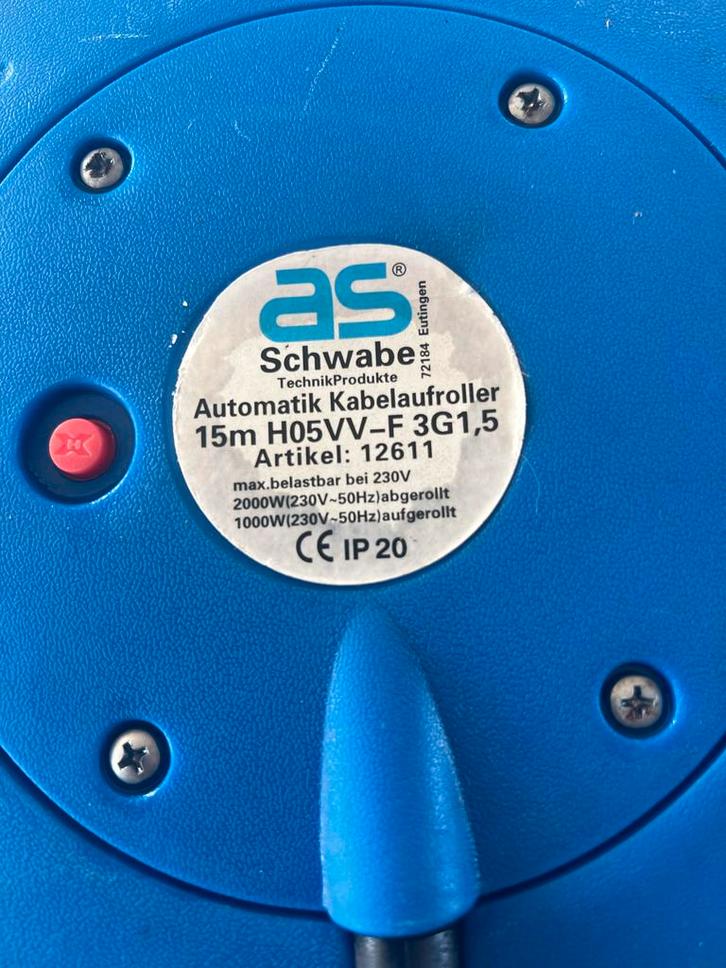 as®
Schwabe
TechnikProdukte
72184 Eutingen
Automatik Kabelaufroller
15m H05VV-F 3G1,5
Artikel: 12611
max.belastbar bei 230V
2000W(230V~50Hz)abgerollt
1000W(230V~50Hz)aufgerollt
CE IP 20